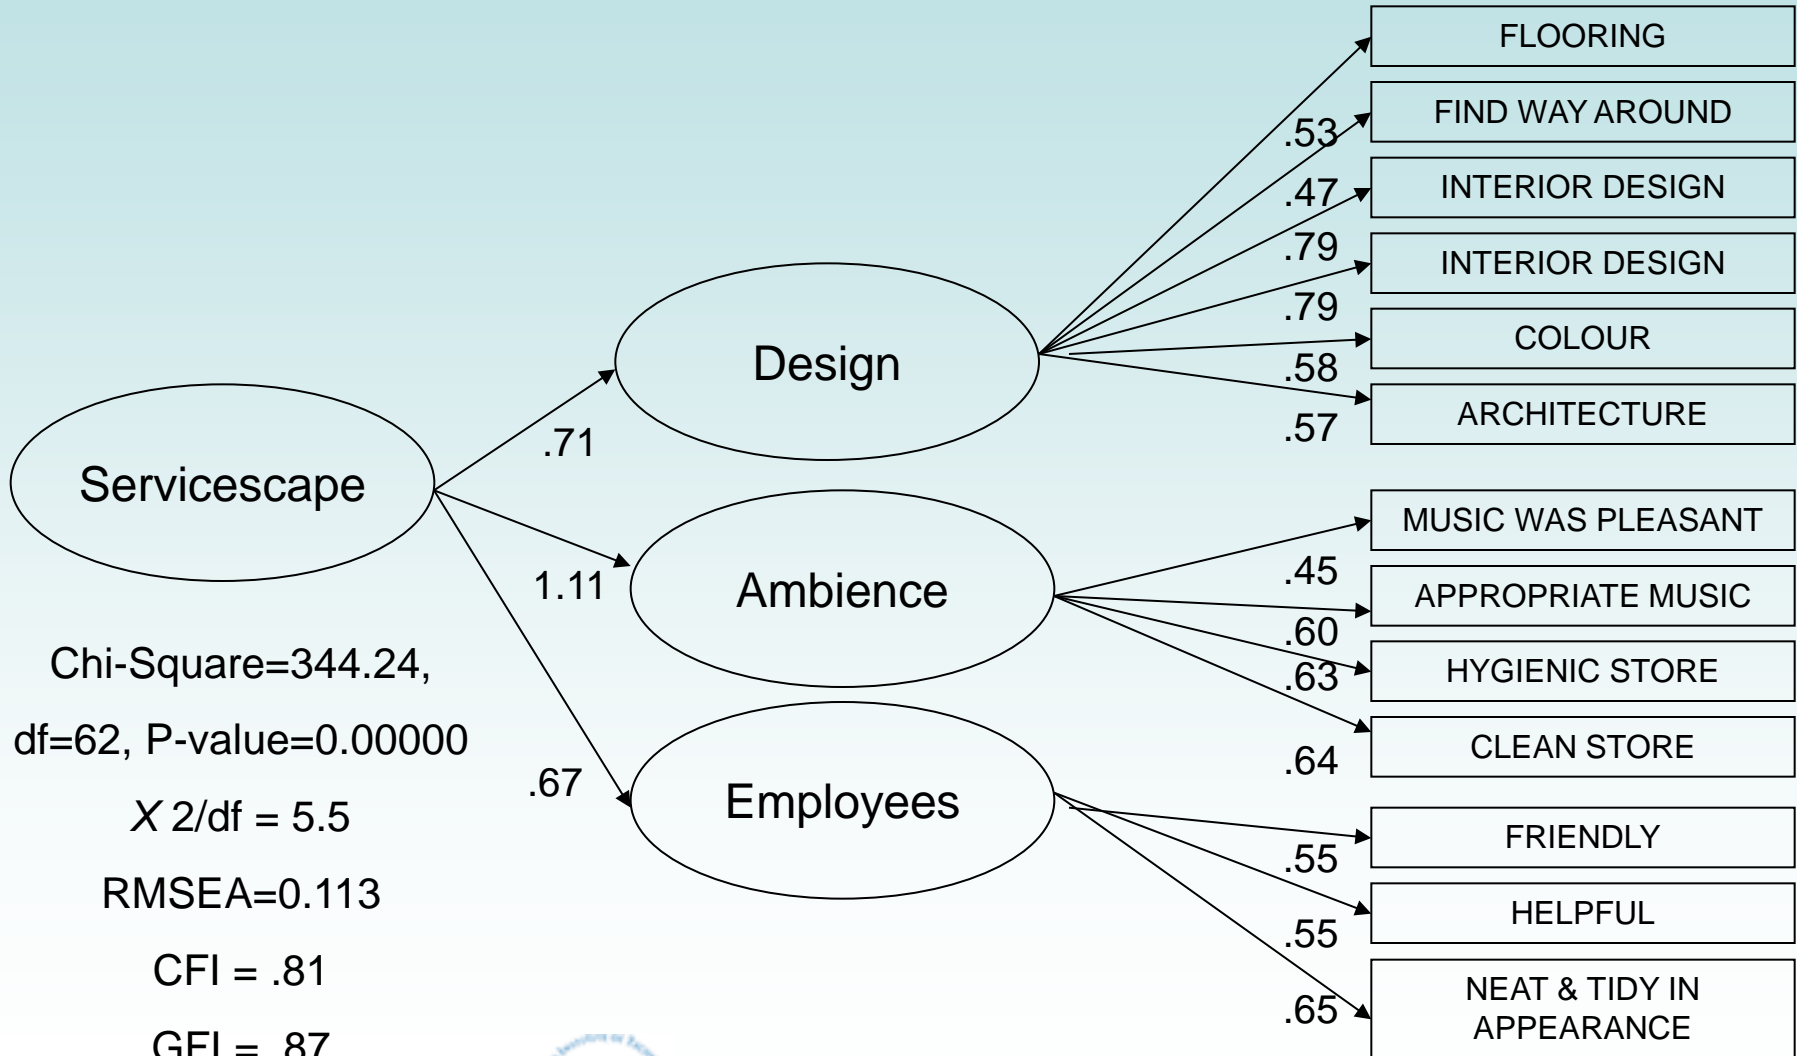 FLOORING
FIND WAY AROUND
INTERIOR DESIGN
INTERIOR DESIGN
COLOUR
ARCHITECTURE
.53
.47
.79
.79
.58
.57
Design
Servicescape
.71
1.11
.67
MUSIC WAS PLEASANT
APPROPRIATE MUSIC
HYGIENIC STORE
CLEAN STORE
.45
.60
.63
.64
Ambience
Employees
FRIENDLY
HELPFUL
NEAT & TIDY IN
APPEARANCE
.55
.55
.65
Chi-Square=344.24,
df=62, P-value=0.00000
X 2/df = 5.5
RMSEA=0.113
CFI = .81
GFI = .87